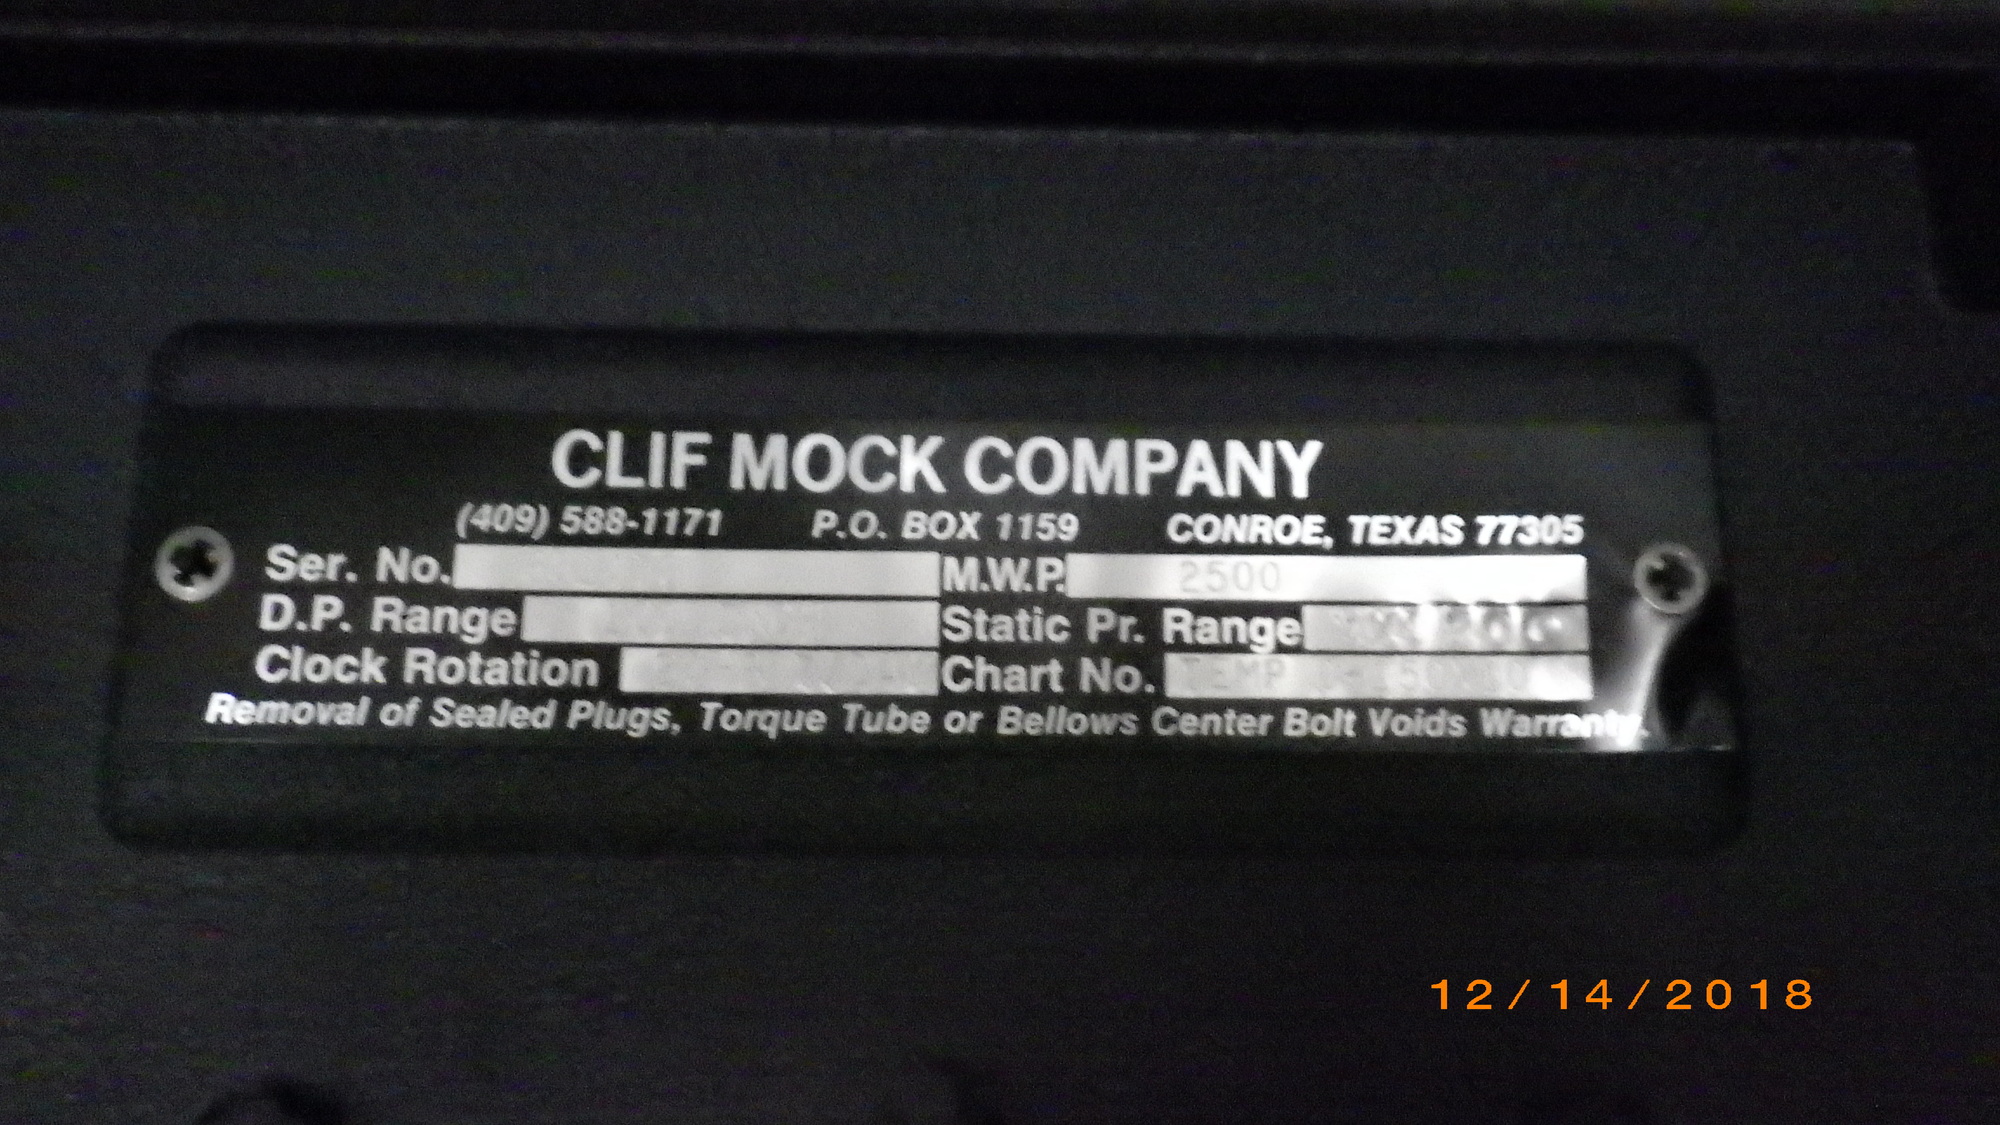 CLIF MOCK COMPANY
(409) 588-1171 P.O. BOX 1159 CONROE, TEXAS 77305
Ser. No. M.W.P. 2500
D.P. Range Static Pr. Range
Clock Rotation Chart No. TEMP
Removal of Sealed Plugs, Torque Tube or Bellows Center Bolt Voids Warranty.
12/14/2018